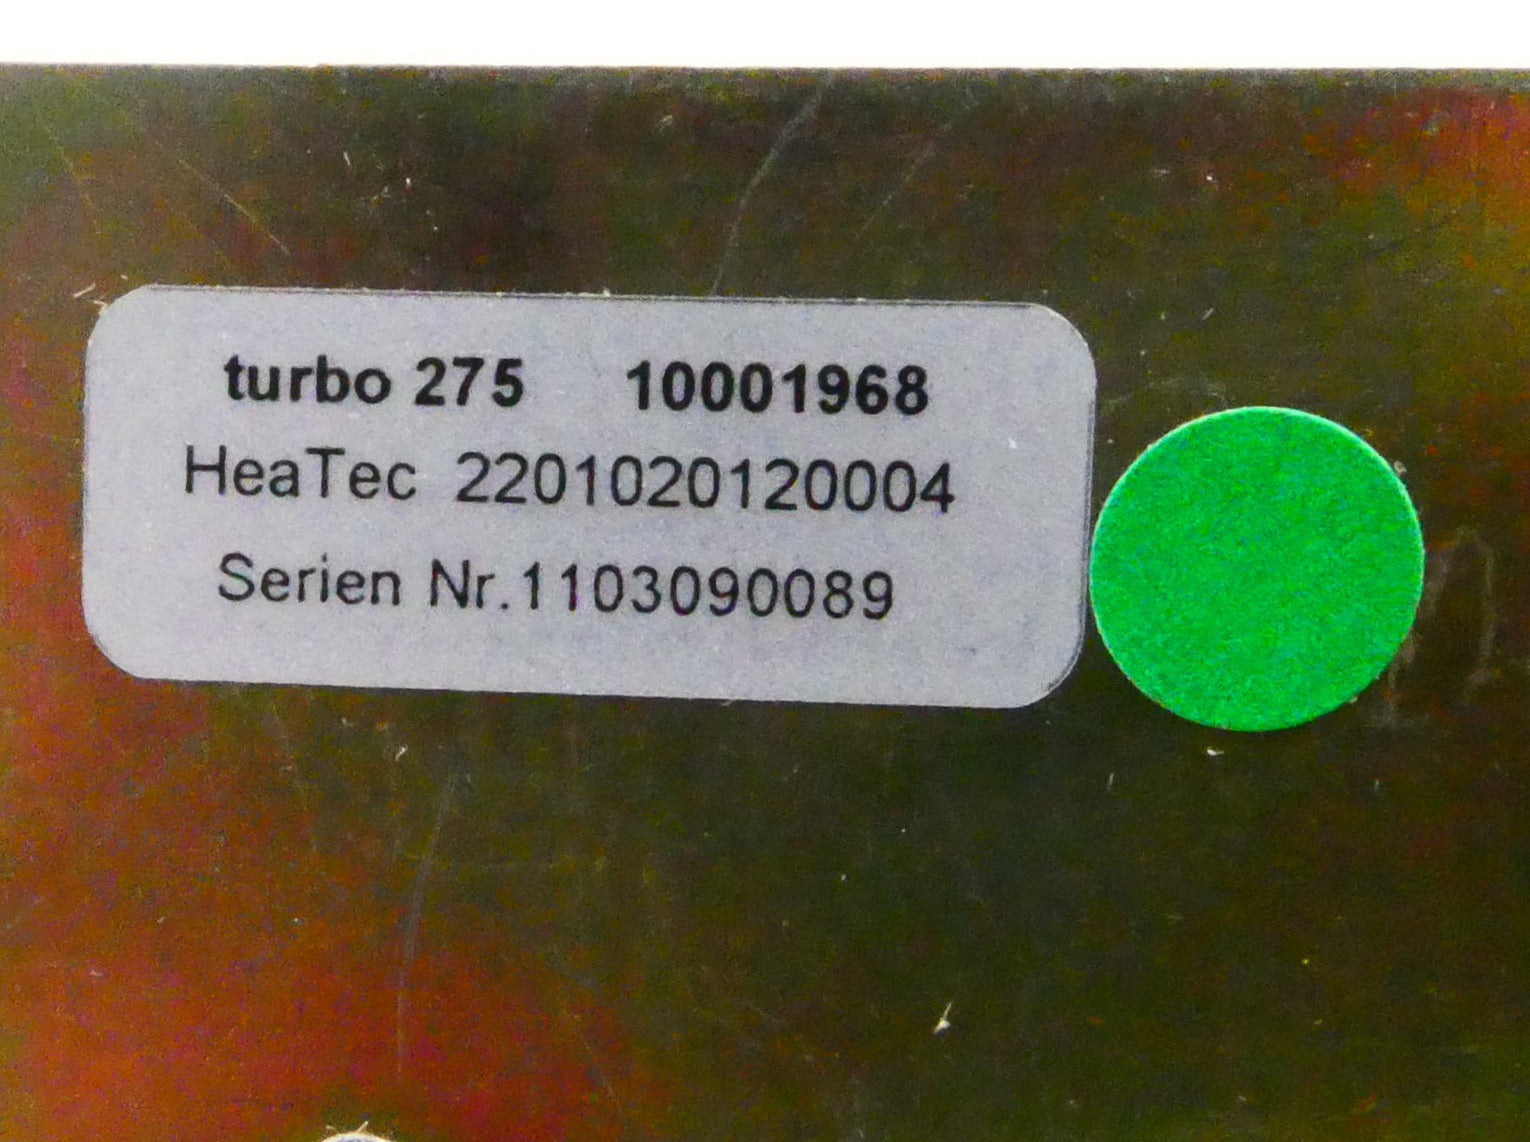 turbo 275 10001968
HeaTec 2201020120004
Serien Nr.1103090089